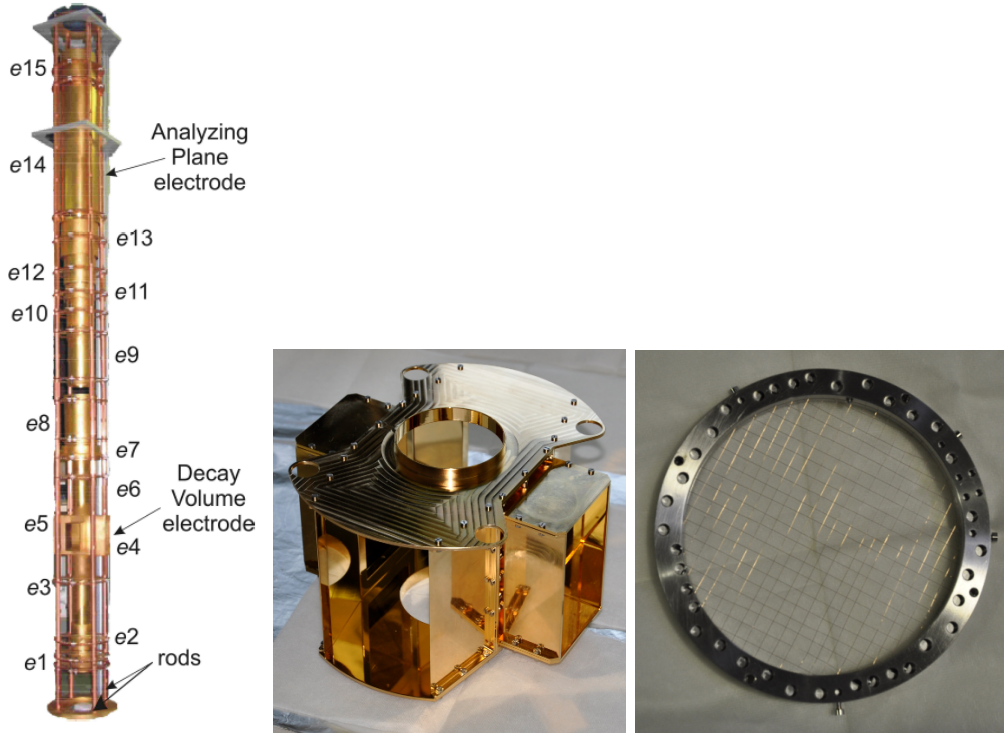 e15
Analyzing
Plane
electrode
e14
e13
e12
e11
e10
e9
e8
e7
Decay
Volume
electrode
e6
e5
e4
e3
e2
e1
rods